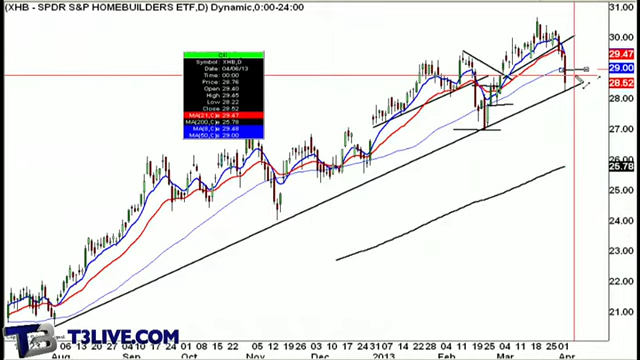 (XHB - SPDR S&P HOMEBUILDERS ETF,D) Dynamic,0:00-24:00
31.00
30.00
29.47
29.00
28.52
28.00
27.00
26.00
25.78
25.00
24.00
23.00
22.00
21.00
Symbol: XHB,D
Date: 04/06/13
Time: 00:00
Price: 28.76
Open 29.40
High 29.45
Low 28.22
Close 28.52
MA(21,C)= 29.47
MA(200,C)= 25.78
MA(8,C)= 29.48
MA(50,C)= 29.00
T3 T3LIVE.COM
Aug Sep Oct Nov Dec 2013 Feb Mar Apr